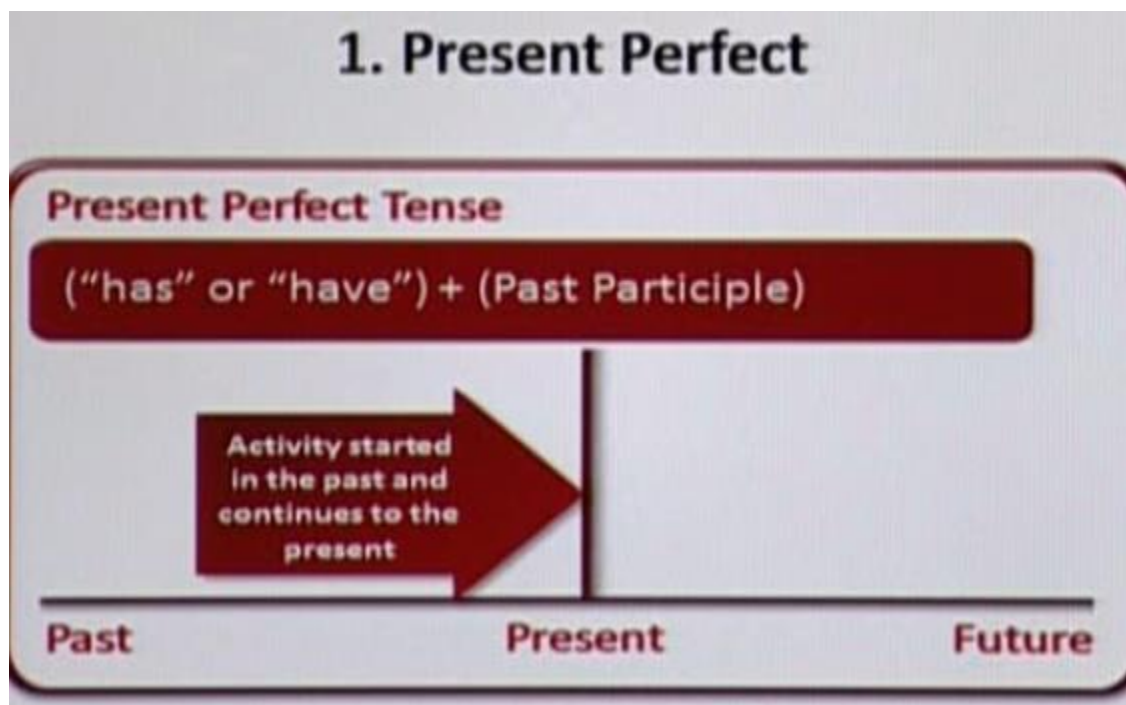 1. Present Perfect
Present Perfect Tense
(“has” or “have”) + (Past Participle)
Activity started
in the past and
continues to the
present
Past Present Future